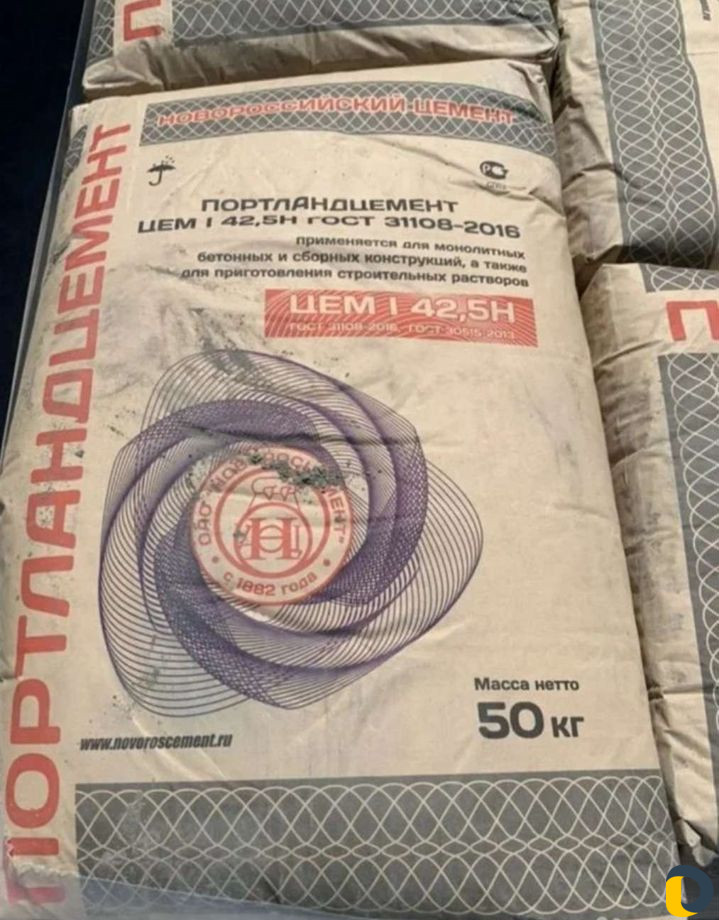 НОВОРОССИЙСКИЙ ЦЕМЕНТ
ПОРТЛАНДЦЕМЕНТ
ЦЕМ I 42,5Н ГОСТ 31108-2016
применяется для монолитных
бетонных и сборных конструкций, а также
для приготовления строительных растворов
ЦЕМ I 42,5Н
ГОСТ 31108-2016, ГОСТ 30515-2013
ПОРТЛАНДЦЕМЕНТ
ОАО "НОВОРОСЦЕМЕНТ"
с 1882 года
Масса нетто
50 кг
www.novoroscement.ru